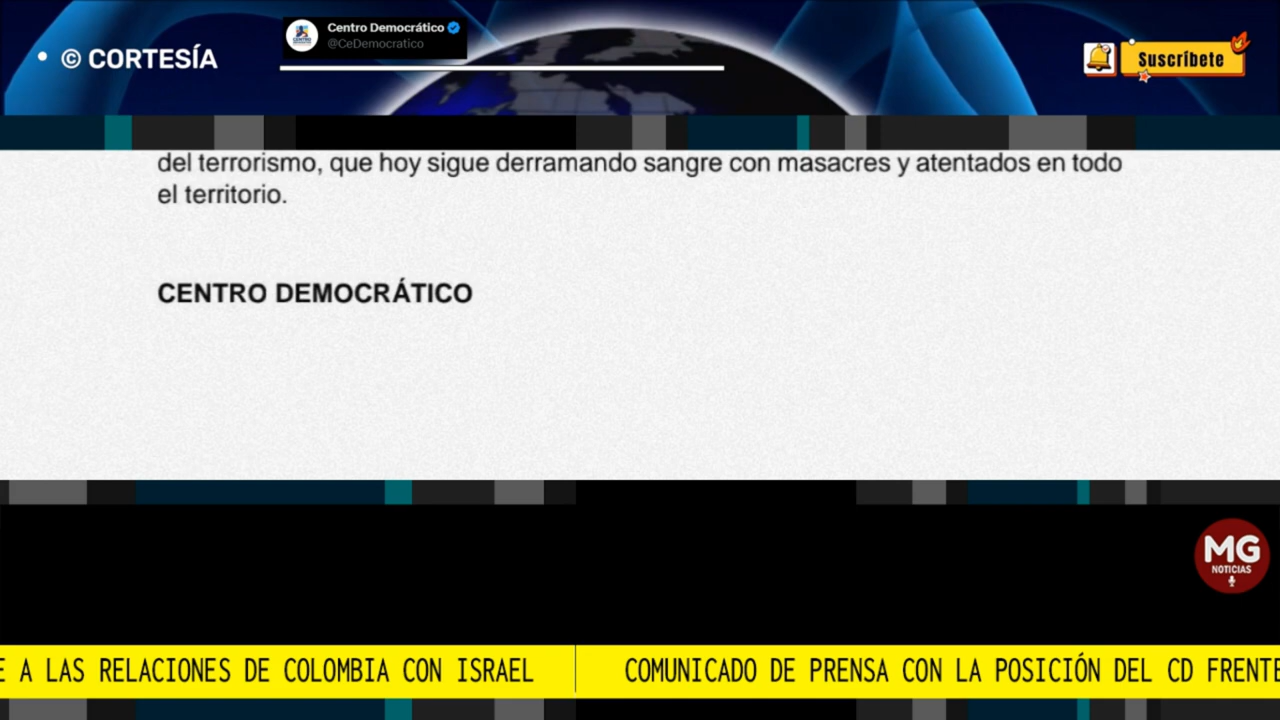 © CORTESÍA
Centro Democrático
@CeDemocratico
Suscríbete
del terrorismo, que hoy sigue derramando sangre con masacres y atentados en todo
el territorio.
CENTRO DEMOCRÁTICO
MG
NOTICIAS
E A LAS RELACIONES DE COLOMBIA CON ISRAEL
COMUNICADO DE PRENSA CON LA POSICIÓN DEL CD FRENTE